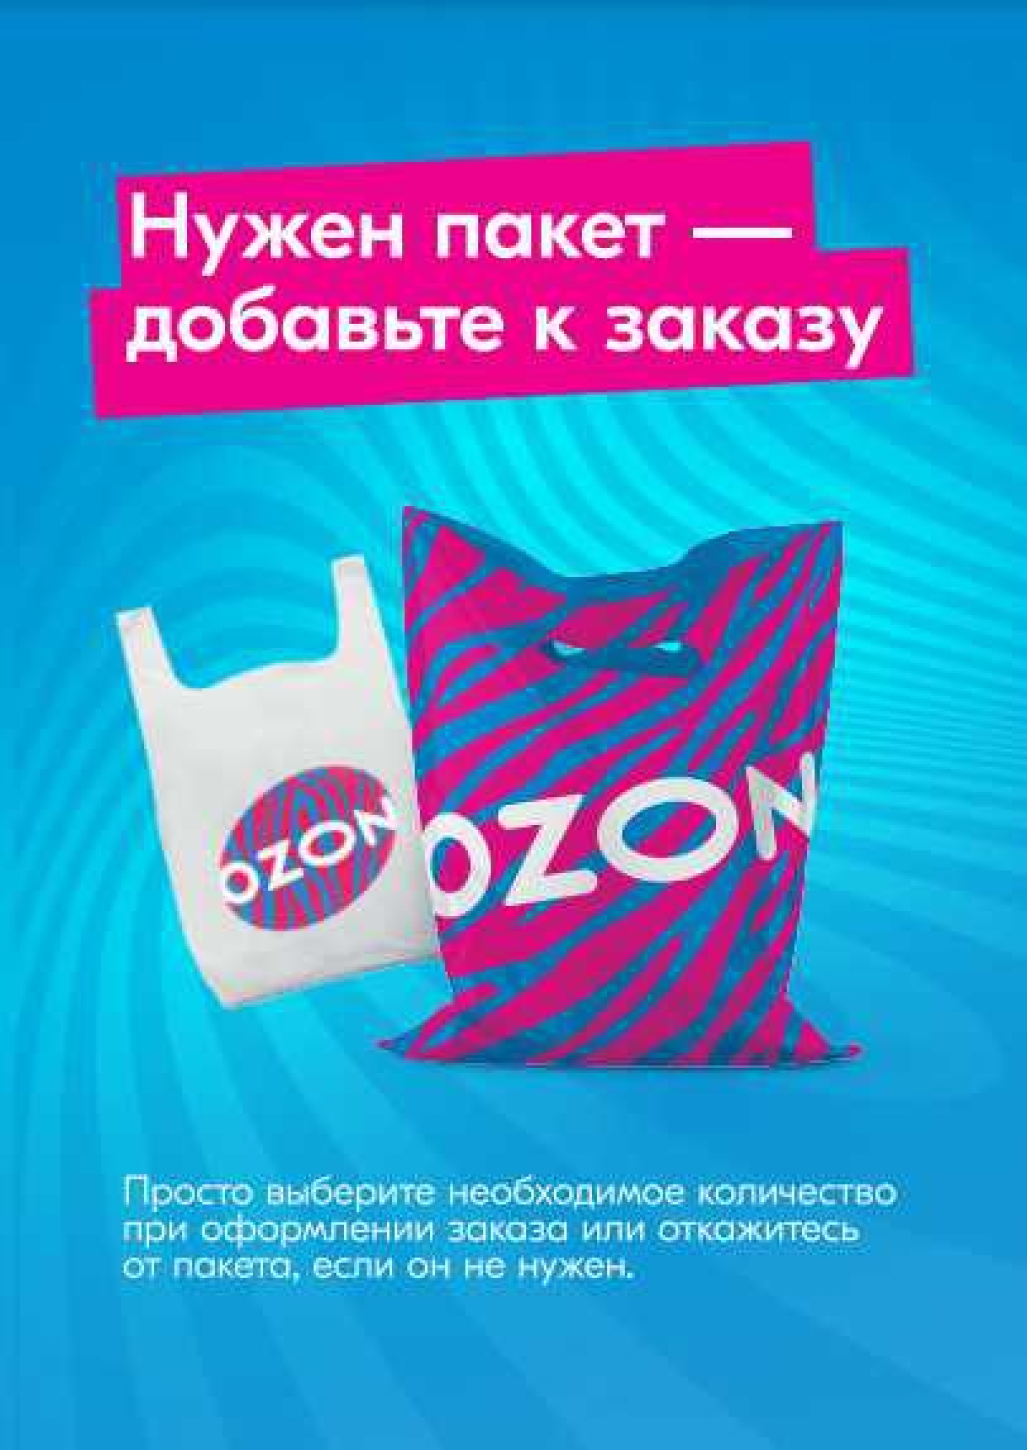 Нужен пакет —
добавьте к заказу
OZON
OZON
Просто выберите необходимое количество
при оформлении заказа или откажитесь
от пакета, если он не нужен.